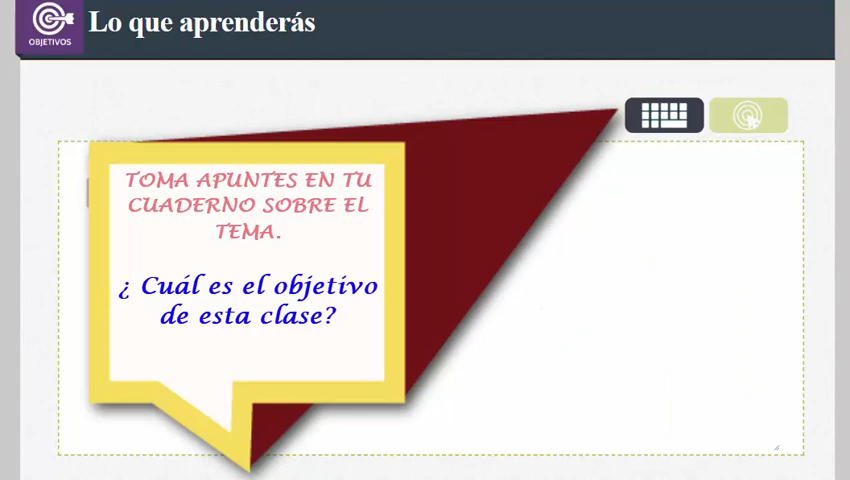 Lo que aprenderás
OBJETIVOS
TOMA APUNTES EN TU
CUADERNO SOBRE EL
TEMA.
¿ Cuál es el objetivo
de esta clase?